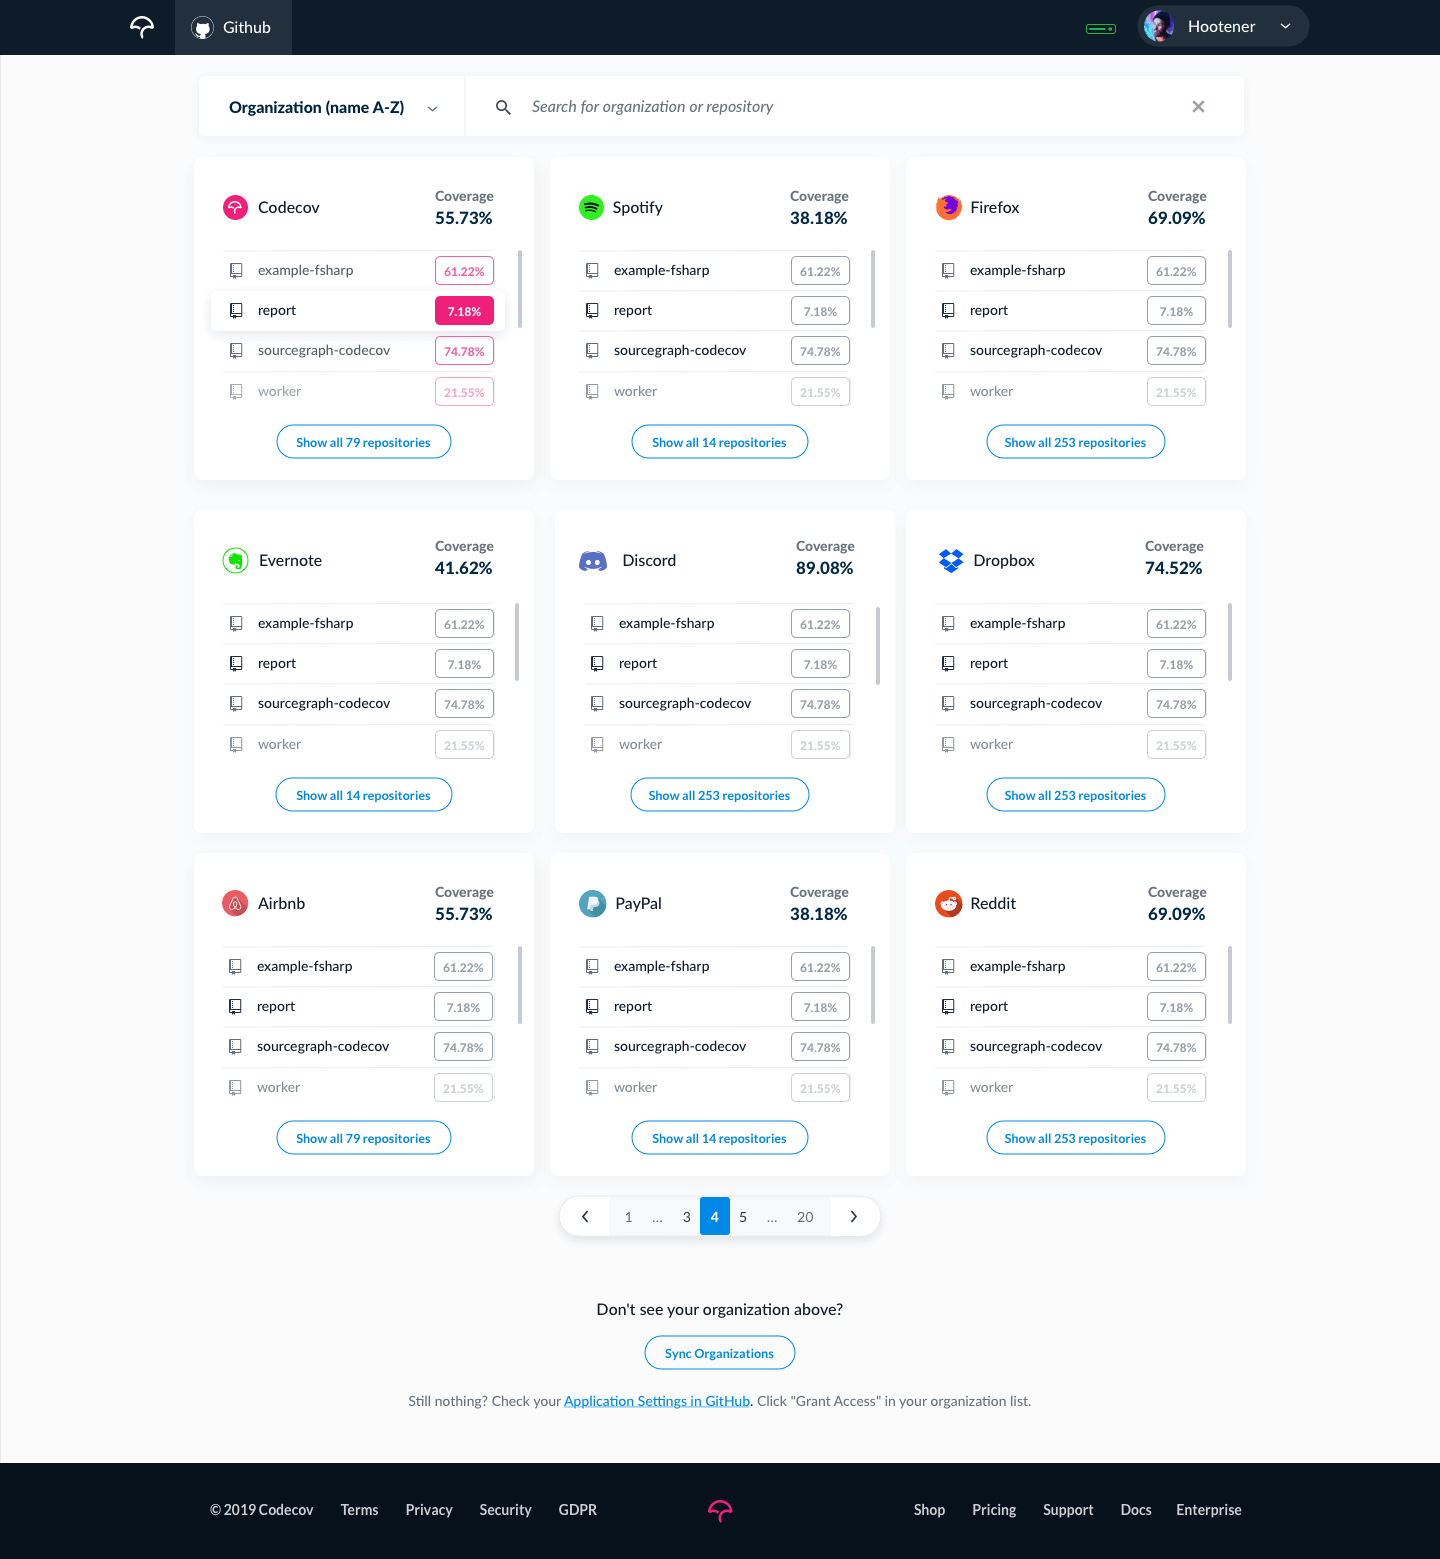 Github
Hootener
Organization (name A-Z)
Search for organization or repository
Codecov
Coverage
55.73%
example-fsharp 61.22%
report 7.18%
sourcegraph-codecov 74.78%
worker 21.55%
Show all 79 repositories
Spotify
Coverage
38.18%
example-fsharp 61.22%
report 7.18%
sourcegraph-codecov 74.78%
worker 21.55%
Show all 14 repositories
Firefox
Coverage
69.09%
example-fsharp 61.22%
report 7.18%
sourcegraph-codecov 74.78%
worker 21.55%
Show all 253 repositories
Evernote
Coverage
41.62%
example-fsharp 61.22%
report 7.18%
sourcegraph-codecov 74.78%
worker 21.55%
Show all 14 repositories
Discord
Coverage
89.08%
example-fsharp 61.22%
report 7.18%
sourcegraph-codecov 74.78%
worker 21.55%
Show all 253 repositories
Dropbox
Coverage
74.52%
example-fsharp 61.22%
report 7.18%
sourcegraph-codecov 74.78%
worker 21.55%
Show all 253 repositories
Airbnb
Coverage
55.73%
example-fsharp 61.22%
report 7.18%
sourcegraph-codecov 74.78%
worker 21.55%
Show all 79 repositories
PayPal
Coverage
38.18%
example-fsharp 61.22%
report 7.18%
sourcegraph-codecov 74.78%
worker 21.55%
Show all 14 repositories
Reddit
Coverage
69.09%
example-fsharp 61.22%
report 7.18%
sourcegraph-codecov 74.78%
worker 21.55%
Show all 253 repositories
1 ... 3 4 5 ... 20
Don't see your organization above?
Sync Organizations
Still nothing? Check your Application Settings in GitHub. Click "Grant Access" in your organization list.
© 2019 Codecov Terms Privacy Security GDPR Shop Pricing Support Docs Enterprise